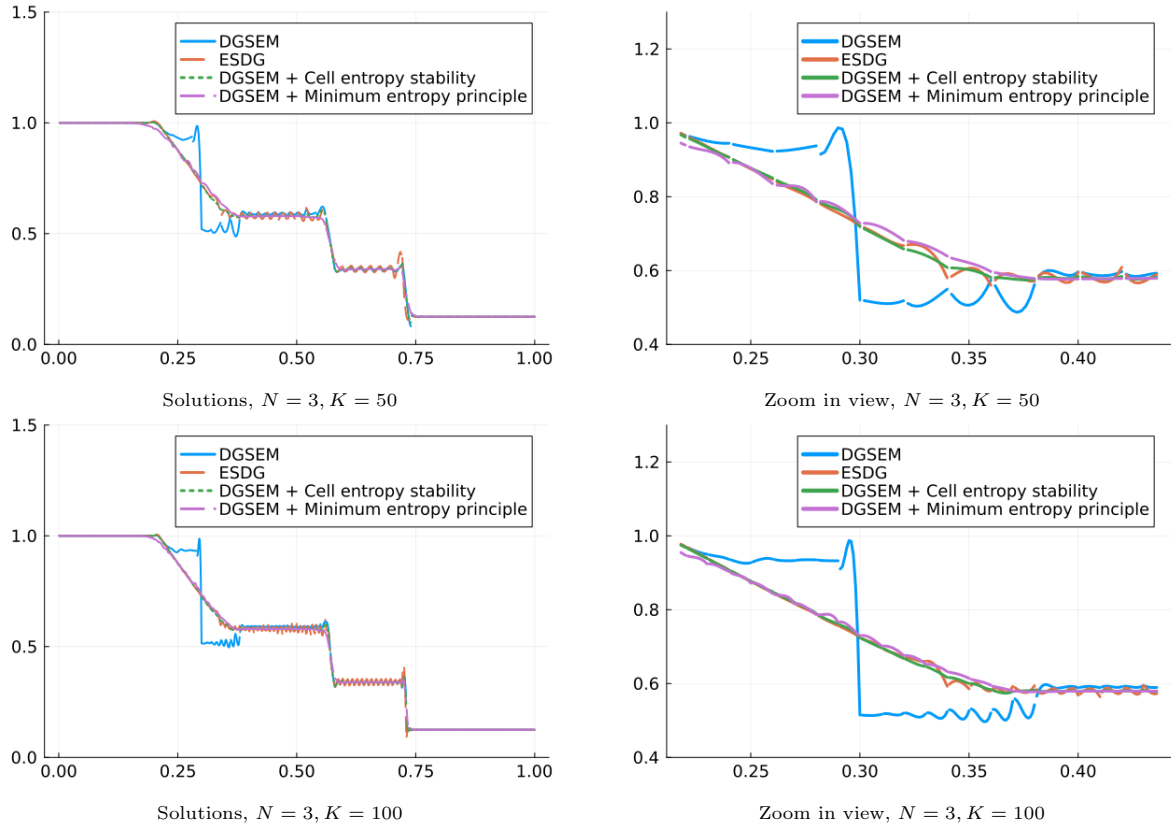 1.5
1.0
0.5
0.0
0.00 0.25 0.50 0.75 1.00
DGSEM
ESDG
DGSEM + Cell entropy stability
DGSEM + Minimum entropy principle
Solutions, N = 3, K = 50
1.2
1.0
0.8
0.6
0.4
0.25 0.30 0.35 0.40
DGSEM
ESDG
DGSEM + Cell entropy stability
DGSEM + Minimum entropy principle
Zoom in view, N = 3, K = 50
1.5
1.0
0.5
0.0
0.00 0.25 0.50 0.75 1.00
DGSEM
ESDG
DGSEM + Cell entropy stability
DGSEM + Minimum entropy principle
Solutions, N = 3, K = 100
1.2
1.0
0.8
0.6
0.4
0.25 0.30 0.35 0.40
DGSEM
ESDG
DGSEM + Cell entropy stability
DGSEM + Minimum entropy principle
Zoom in view, N = 3, K = 100